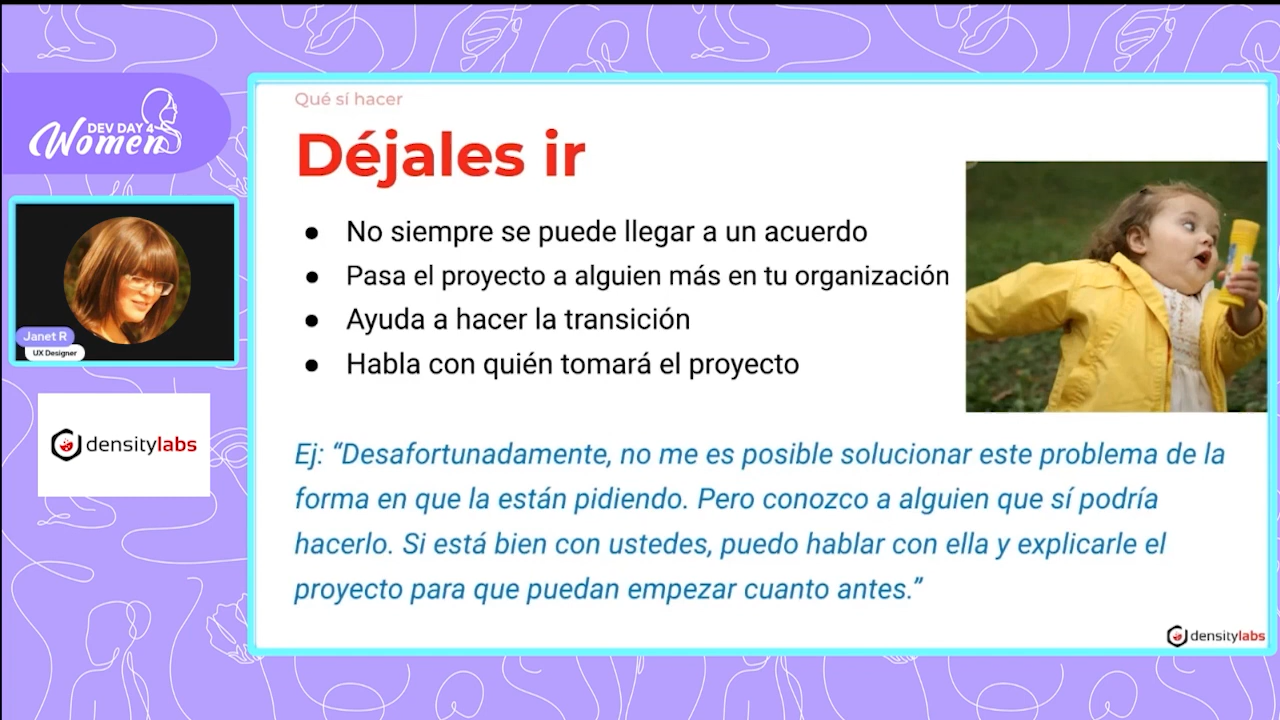 DEV DAY 4
Women
Janet R
UX Designer
densitylabs
Qué sí hacer
Déjales ir
● No siempre se puede llegar a un acuerdo
● Pasa el proyecto a alguien más en tu organización
● Ayuda a hacer la transición
● Habla con quién tomará el proyecto
Ej: “Desafortunadamente, no me es posible solucionar este problema de la
forma en que la están pidiendo. Pero conozco a alguien que sí podría
hacerlo. Si está bien con ustedes, puedo hablar con ella y explicarle el
proyecto para que puedan empezar cuanto antes.”
densitylabs